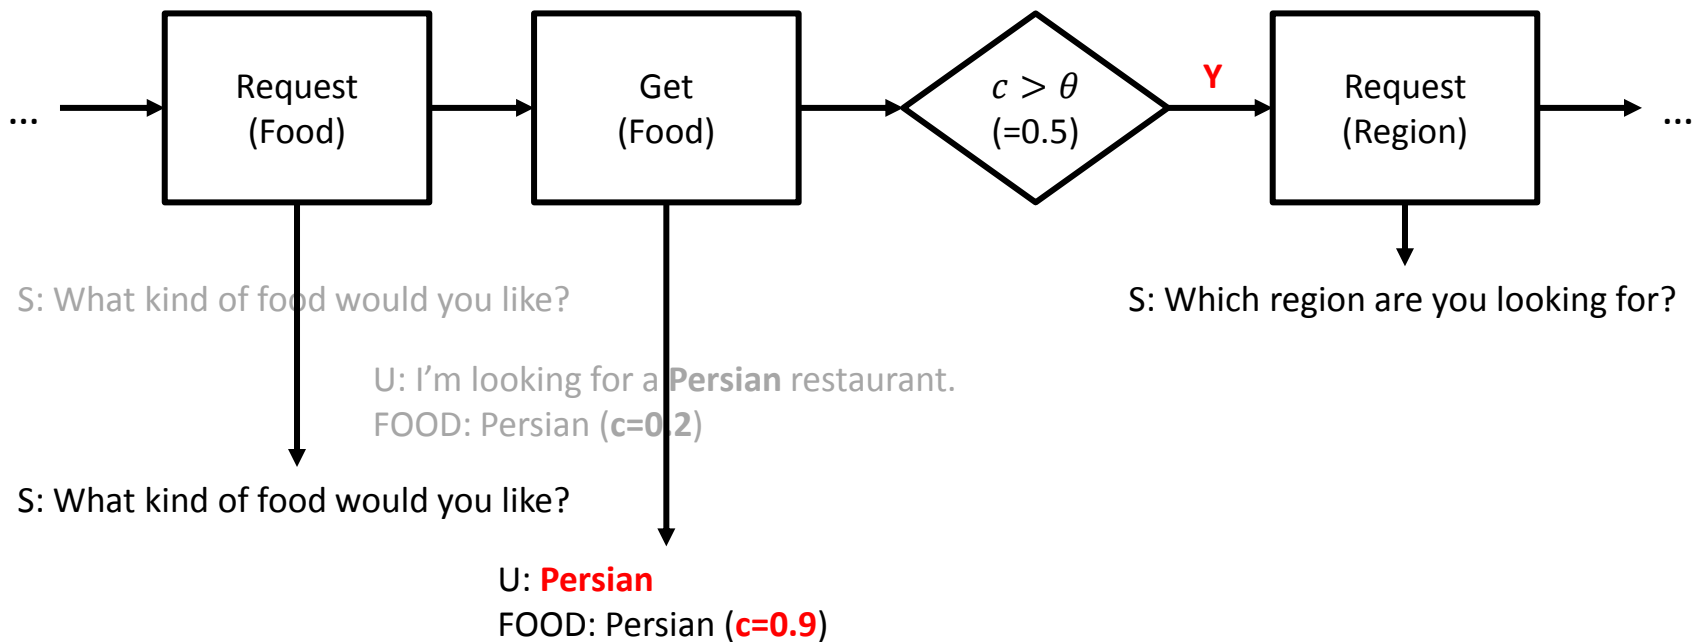 ...
Request
(Food)
Get
(Food)
c > θ
(=0.5)
Y
Request
(Region)
...
S: What kind of food would you like?
S: Which region are you looking for?
U: I’m looking for a Persian restaurant.
FOOD: Persian (c=0.2)
S: What kind of food would you like?
U: Persian
FOOD: Persian (c=0.9)